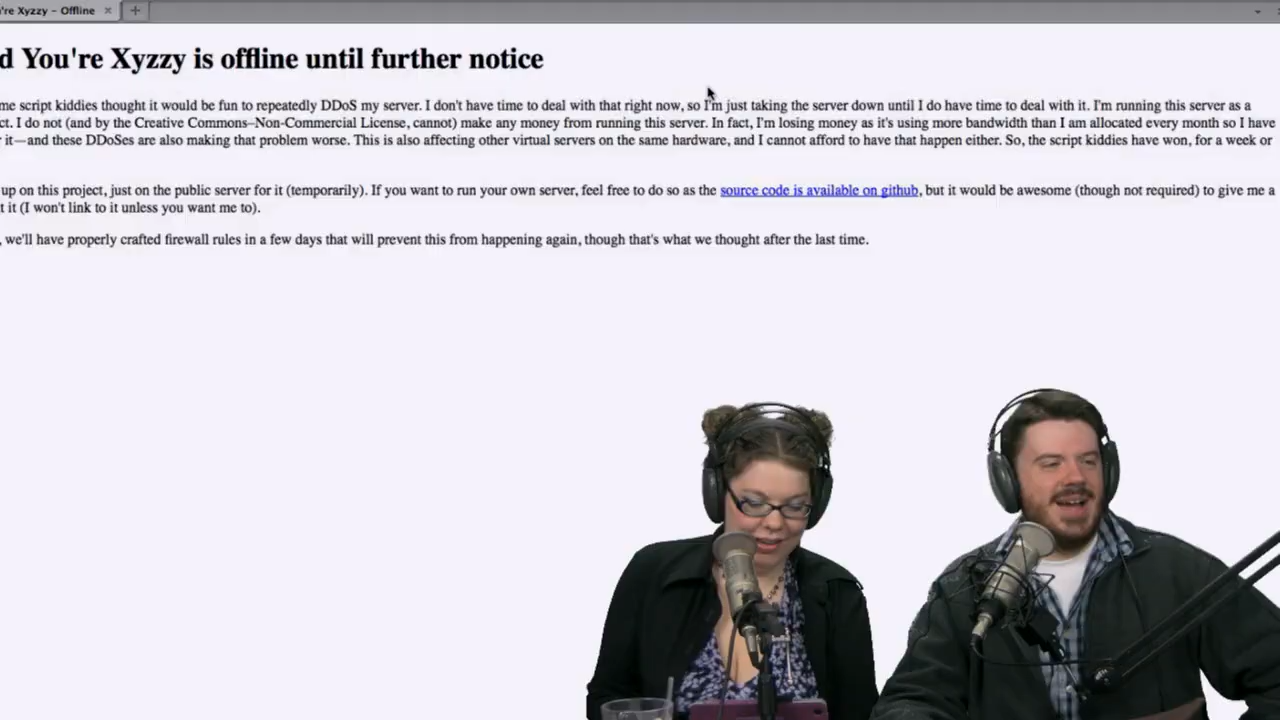 're Xyzzy – Offline
d You're Xyzzy is offline until further notice
me script kiddies thought it would be fun to repeatedly DDoS my server. I don't have time to deal with that right now, so I'm just taking the server down until I do have time to deal with it. I'm running this server as a
ct. I do not (and by the Creative Commons–Non-Commercial License, cannot) make any money from running this server. In fact, I'm losing money as it's using more bandwidth than I am allocated every month so I have
r it—and these DDoSes are also making that problem worse. This is also affecting other virtual servers on the same hardware, and I cannot afford to have that happen either. So, the script kiddies have won, for a week or
up on this project, just on the public server for it (temporarily). If you want to run your own server, feel free to do so as the source code is available on github, but it would be awesome (though not required) to give me a
t it (I won't link to it unless you want me to).
, we'll have properly crafted firewall rules in a few days that will prevent this from happening again, though that's what we thought after the last time.